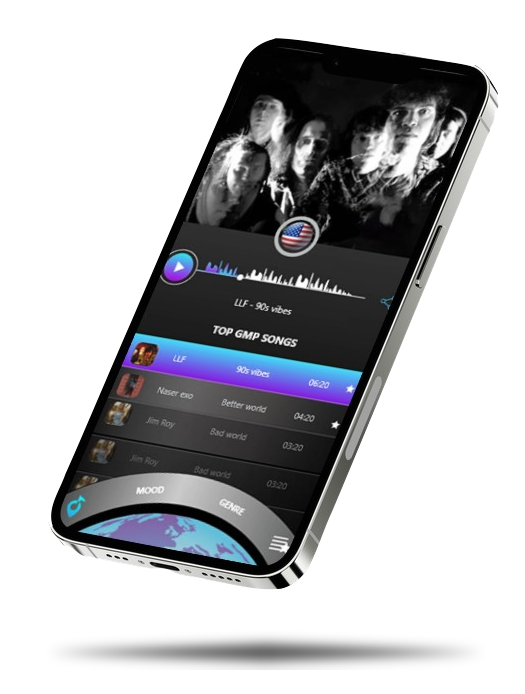 LLF - 90s vibes
TOP GMP SONGS
LLF 90s vibes 06:20
Naser exo Better world 04:20
Jim Roy Bad world 03:20
Jim Roy Bad world 03:20
MOOD GENRE